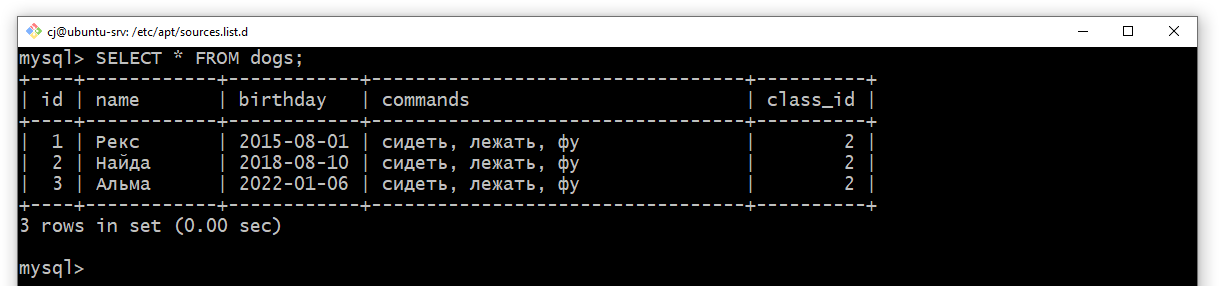 cj@ubuntu-srv: /etc/apt/sources.list.d
mysql> SELECT * FROM dogs;
+----+------------+------------+----------------------------------+----------+
| id | name       | birthday   | commands                         | class_id |
+----+------------+------------+----------------------------------+----------+
|  1 | Рекс       | 2015-08-01 | сидеть, лежать, фу               |        2 |
|  2 | Найда      | 2018-08-10 | сидеть, лежать, фу               |        2 |
|  3 | Альма      | 2022-01-06 | сидеть, лежать, фу               |        2 |
+----+------------+------------+----------------------------------+----------+
3 rows in set (0.00 sec)
mysql>